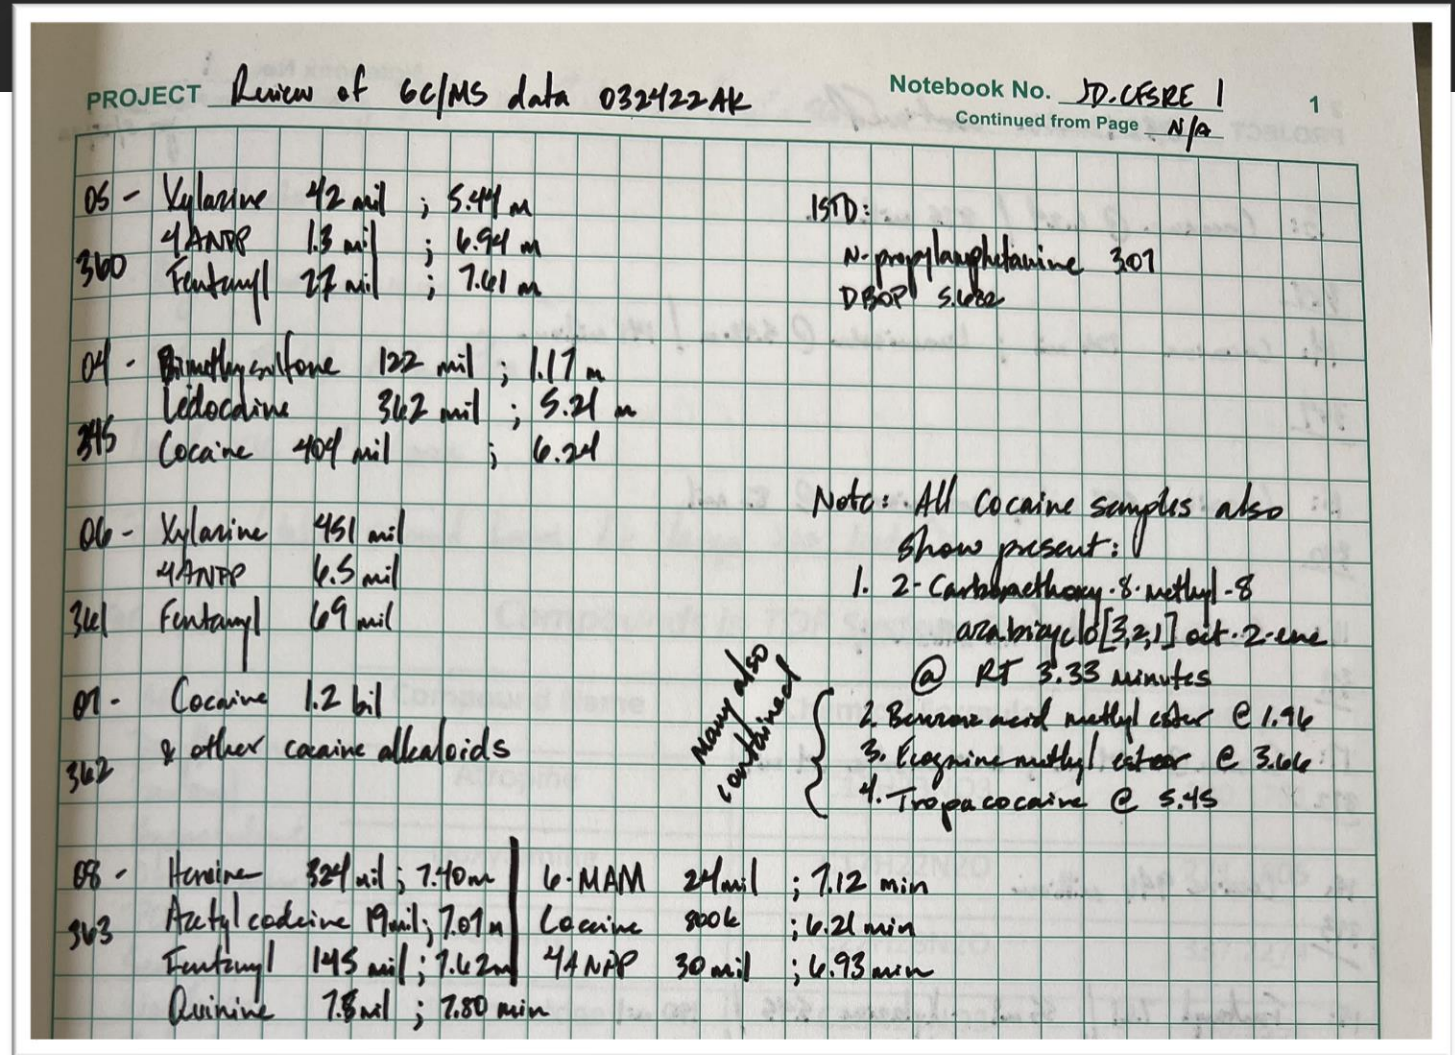 PROJECT Review of GC/MS data 032422AK
Notebook No. JD.CFSRE 1
1
Continued from Page N/A
05 - Xylazine 42 mil ; 5.44 m
4ANPP 1.3 mil ; 6.94 m
360
Fentanyl 27 mil ; 7.61 m
ISTD:
N-propylamphetamine 3.07
DBOP 5.682
04 - Dimethysulfone 122 mil ; 1.17 m
Lidocaine 362 mil ; 5.21 m
345
Cocaine 404 mil ; 6.24
06 - Xylazine 451 mil
4ANPP 6.5 mil
361 Fentanyl 69 mil
07 - Cocaine 1.2 bil
& other cocaine alkaloids
362
Note: All Cocaine samples also
show present:
1. 2-Carbomethoxy-8-methyl-8
azabicyclo[3,2,1] oct-2-ene
@ RT 3.33 minutes
Many also
contained
2. Benzoic acid methyl ester @ 1.96
3. Ecgnine methyl ester @ 3.66
4. Tropacocaine @ 5.45
08 - Heroine 324 mil ; 7.40 m
363 Acetylcodeine 19 mil ; 7.07 m
Fentanyl 145 mil ; 7.62 m
Quinine 7.8 mil ; 7.80 min
6-MAM 24 mil ; 7.12 min
Cocaine 800k ; 6.21 min
4ANPP 30 mil ; 6.93 min